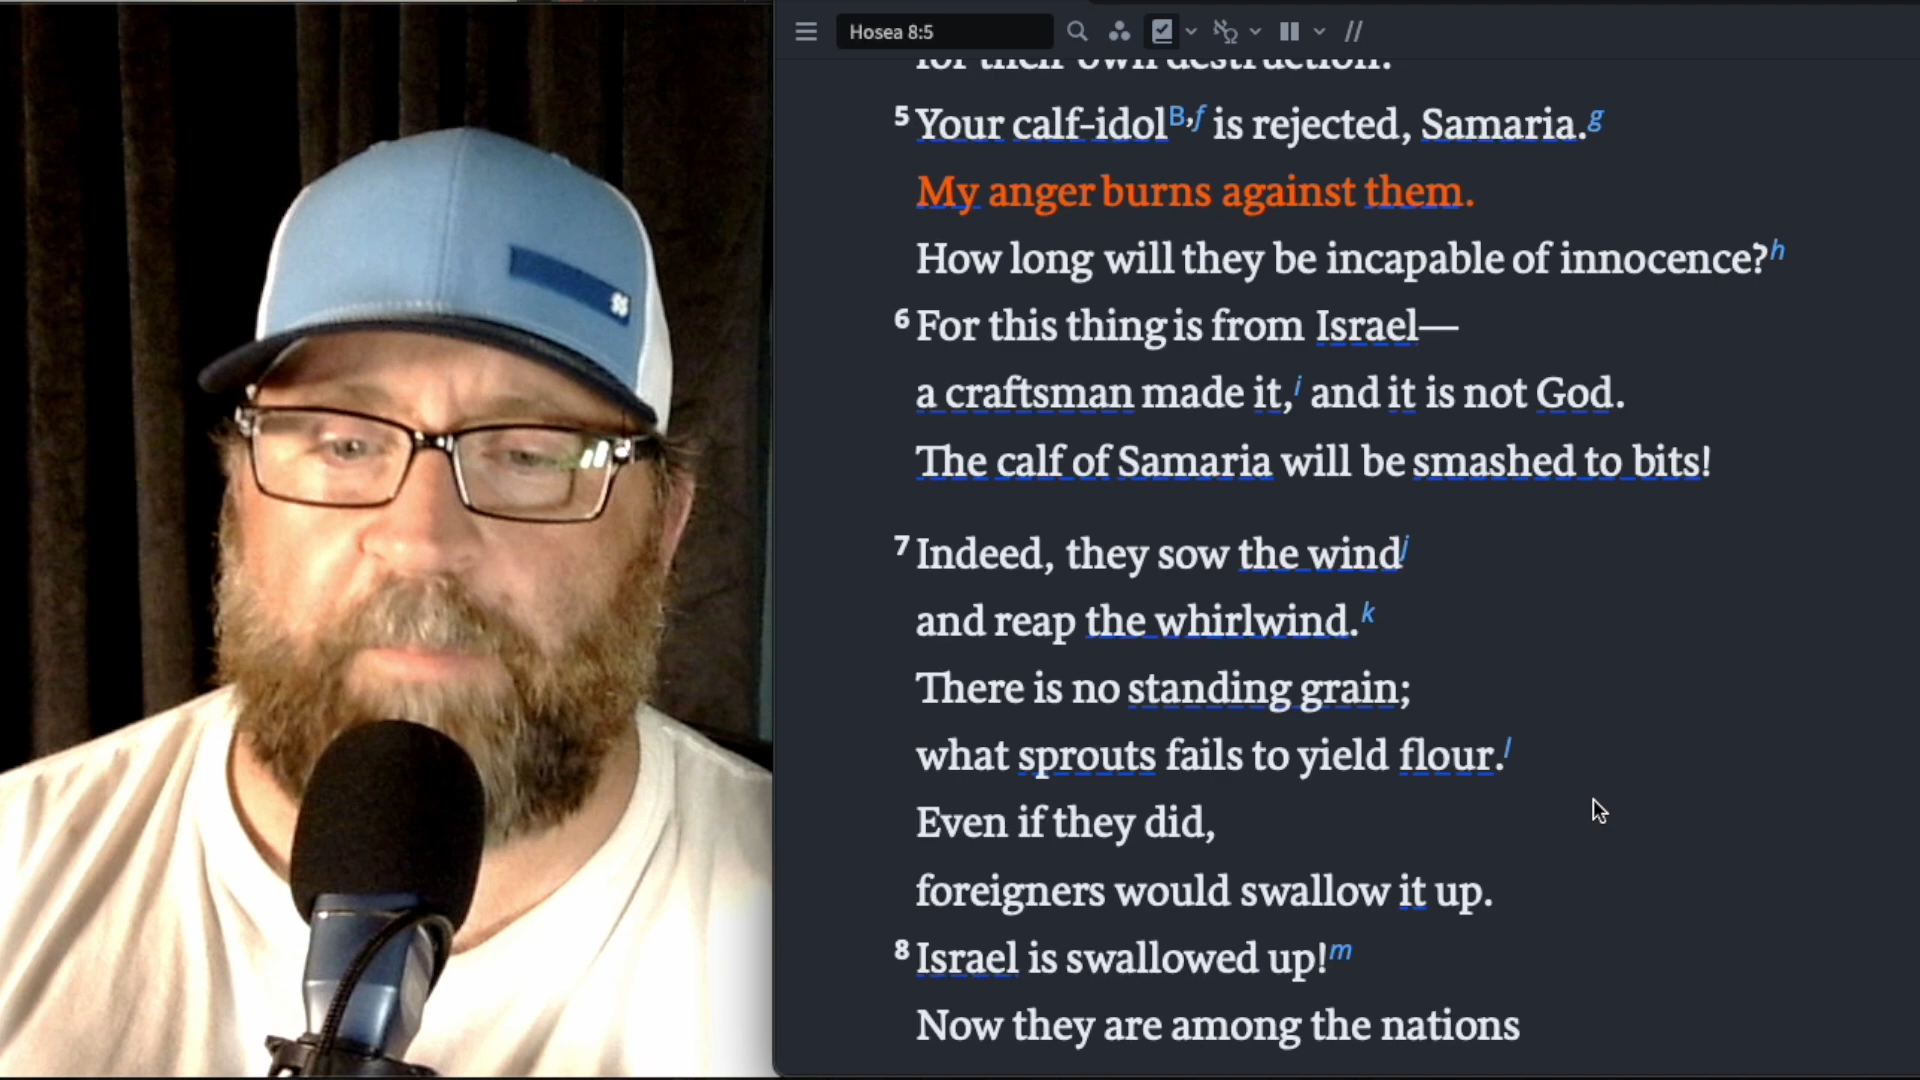 Hosea 8:5
for their own destruction.
5 Your calf-idol B,f is rejected, Samaria. g
My anger burns against them.
How long will they be incapable of innocence? h
6 For this thing is from Israel—
a craftsman made it, i and it is not God.
The calf of Samaria will be smashed to bits!
7 Indeed, they sow the wind j
and reap the whirlwind. k
There is no standing grain;
what sprouts fails to yield flour. l
Even if they did,
foreigners would swallow it up.
8 Israel is swallowed up! m
Now they are among the nations